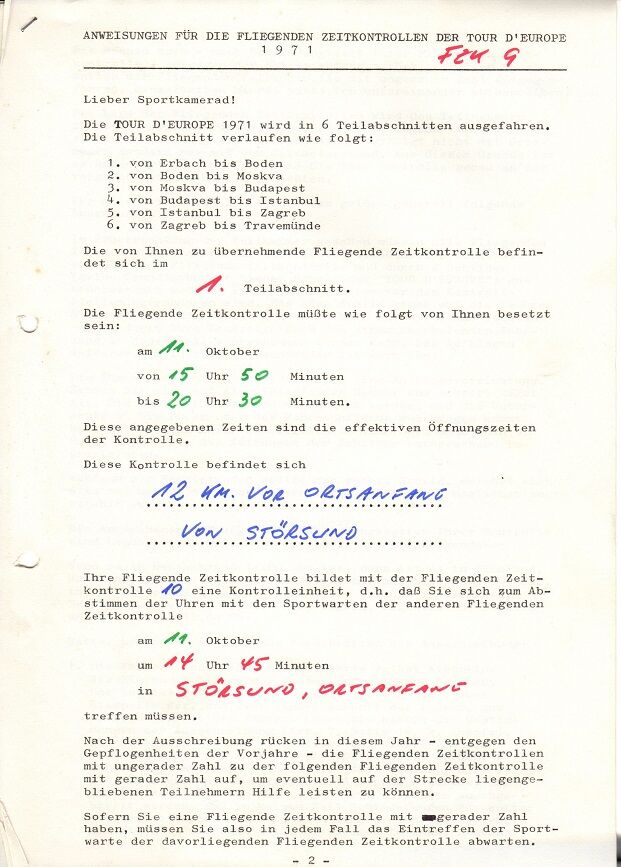 ANWEISUNGEN FÜR DIE FLIEGENDEN ZEITKONTROLLEN DER TOUR D'EUROPE
1971
FZK 9
Lieber Sportkamerad!
Die TOUR D'EUROPE 1971 wird in 6 Teilabschnitten ausgefahren.
Die Teilabschnitt verlaufen wie folgt:
1. von Erbach bis Boden
2. von Boden bis Moskva
3. von Moskva bis Budapest
4. von Budapest bis Istanbul
5. von Istanbul bis Zagreb
6. von Zagreb bis Travemünde
Die von Ihnen zu übernehmende Fliegende Zeitkontrolle befin-
det sich im
1. Teilabschnitt.
Die Fliegende Zeitkontrolle müßte wie folgt von Ihnen besetzt
sein:
am 11. Oktober
von 15 Uhr 50 Minuten
bis 20 Uhr 30 Minuten.
Diese angegebenen Zeiten sind die effektiven Öffnungszeiten
der Kontrolle.
Diese Kontrolle befindet sich
12 KM. VOR ORTSANFANG
VON STÖRSUND
Ihre Fliegende Zeitkontrolle bildet mit der Fliegenden Zeit-
kontrolle 10 eine Kontrolleinheit, d.h. daß Sie sich zum Ab-
stimmen der Uhren mit den Sportwarten der anderen Fliegenden
Zeitkontrolle
am 11. Oktober
um 14 Uhr 45 Minuten
in STÖRSUND, ORTSANFANG
treffen müssen.
Nach der Ausschreibung rücken in diesem Jahr - entgegen den
Gepflogenheiten der Vorjahre - die Fliegenden Zeitkontrollen
mit ungerader Zahl zu der folgenden Fliegenden Zeitkontrolle
mit gerader Zahl auf, um eventuell auf der Strecke liegenge-
bliebenen Teilnehmern Hilfe leisten zu können.
Sofern Sie eine Fliegende Zeitkontrolle mit gerader Zahl
haben, müssen Sie also in jedem Fall das Eintreffen der Sport-
warte der davorliegenden Fliegenden Zeitkontrolle abwarten.
- 2 -